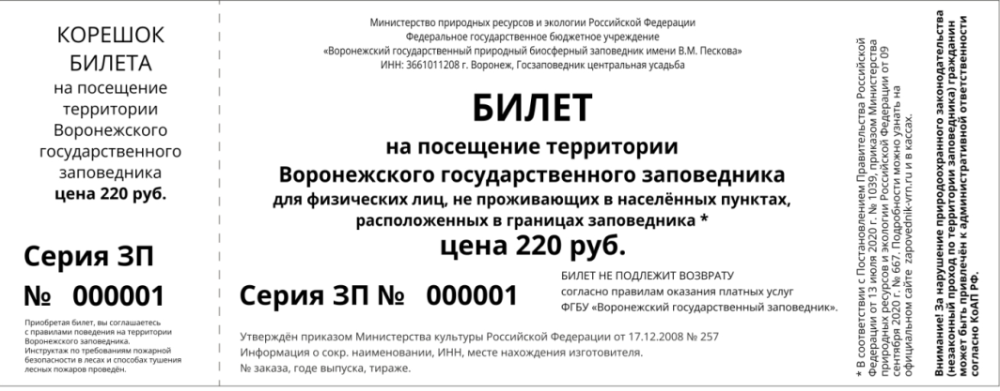 КОРЕШОК
БИЛЕТА
на посещение
территории
Воронежского
государственного
заповедника
цена 220 руб.
Серия ЗП
№ 000001
Приобретая билет, вы соглашаетесь
с правилами поведения на территории
Воронежского заповедника.
Инструктаж по требованиям пожарной
безопасности в лесах и способах тушения
лесных пожаров проведён.
Министерство природных ресурсов и экологии Российской Федерации
Федеральное государственное бюджетное учреждение
«Воронежский государственный природный биосферный заповедник имени В.М. Пескова»
ИНН: 3661011208 г. Воронеж, Госзаповедник центральная усадьба
БИЛЕТ
на посещение территории
Воронежского государственного заповедника
для физических лиц, не проживающих в населённых пунктах,
расположенных в границах заповедника *
цена 220 руб.
Серия ЗП № 000001
БИЛЕТ НЕ ПОДЛЕЖИТ ВОЗВРАТУ
согласно правилам оказания платных услуг
ФГБУ «Воронежский государственный заповедник».
Утверждён приказом Министерства культуры Российской Федерации от 17.12.2008 № 257
Информация о сокр. наименовании, ИНН, месте нахождения изготовителя.
№ заказа, годе выпуска, тираже.
* В соответствии с Постановлением Правительства Российской
Федерации от 13 июля 2020 г. № 1039, приказом Министерства
природных ресурсов и экологии Российской Федерации от 09
сентября 2020 г. № 667. Подробности можно узнать на
официальном сайте zapovednik-vrn.ru и в кассах.
Внимание! За нарушение природоохранного законодательства
(незаконный проход по территории заповедника) гражданин
может быть привлечён к административной ответственности
согласно КоАП РФ.